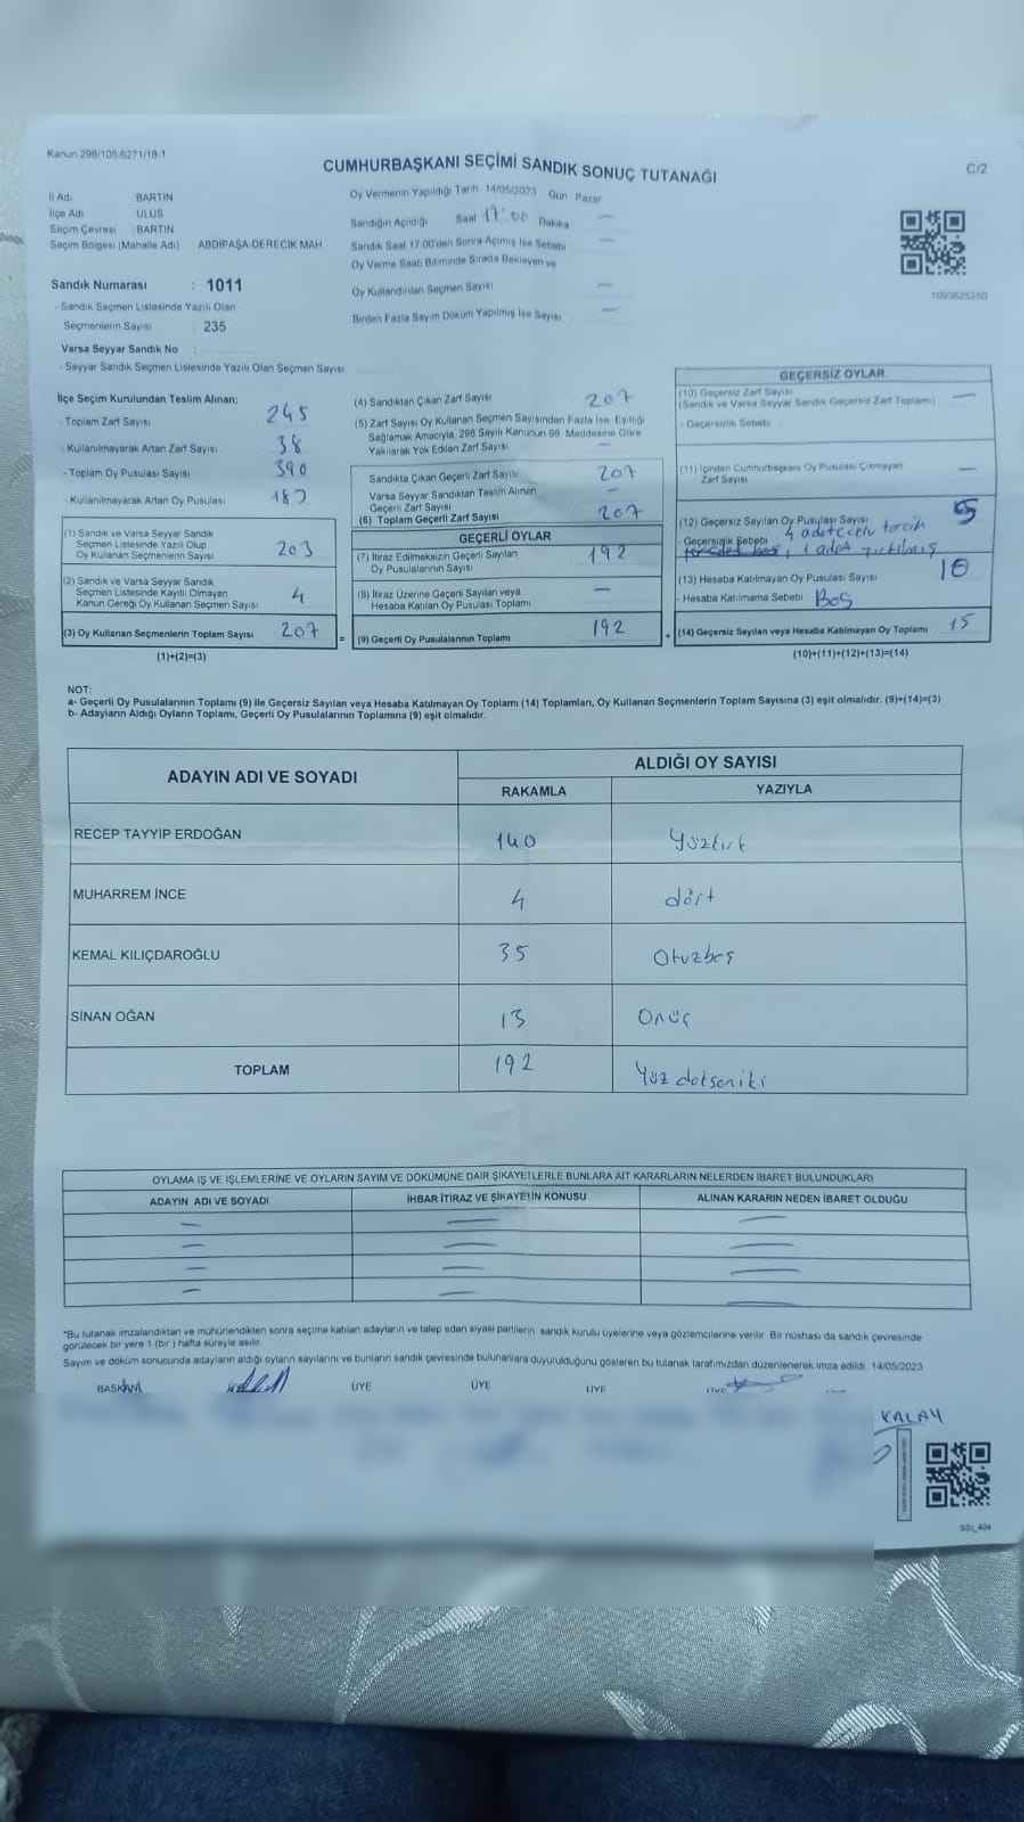 Kanun 298/105,6271/18-1
CUMHURBAŞKANI SEÇİMİ SANDIK SONUÇ TUTANAĞI
C/2
İl Adı BARTIN
İlçe Adı ULUS
Seçim Çevresi BARTIN
Seçim Bölgesi (Mahalle Adı) ABDİPAŞA-DERECİK MAH
Sandık Numarası : 1011
- Sandık Seçmen Listesinde Yazılı Olan
Seçmenlerin Sayısı 235
Varsa Seyyar Sandık No :
- Seyyar Sandık Seçmen Listesinde Yazılı Olan Seçmen Sayısı
Oy Vermenin Yapıldığı Tarih 14/05/2023 Gün Pazar
Sandığın Açıldığı Saat 17:00 Dakika —
Sandık Saat 17.00'den Sonra Açılmış İse Sebebi —
Oy Verme Saati Bitiminde Sırada Bekleyen ve
Oy Kullandırılan Seçmen Sayısı —
Birden Fazla Sayım Döküm Yapılmış İse Sayısı —
İlçe Seçim Kurulundan Teslim Alınan;
Toplam Zarf Sayısı 245
- Kullanılmayarak Artan Zarf Sayısı 38
- Toplam Oy Pusulası Sayısı 390
- Kullanılmayarak Artan Oy Pusulası
(1) Sandık ve Varsa Seyyar Sandık
Seçmen Listesinde Yazılı Olup
Oy Kullanan Seçmenlerin Sayısı 203
(2) Sandık ve Varsa Seyyar Sandık
Seçmen Listesinde Kayıtlı Olmayan
Kanun Gereği Oy Kullanan Seçmen Sayısı 4
(3) Oy Kullanan Seçmenlerin Toplam Sayısı 207
(1)+(2)=(3)
(4) Sandıktan Çıkan Zarf Sayısı 207
(5) Zarf Sayısı Oy Kullanan Seçmen Sayısından Fazla İse, Eşitliği
Sağlamak Amacıyla, 298 Sayılı Kanunun 98. Maddesine Göre
Yakılarak Yok Edilen Zarf Sayısı —
Sandıkta Çıkan Geçerli Zarf Sayısı 207
Varsa Seyyar Sandıktan Teslim Alınan
Geçerli Zarf Sayısı —
(6) Toplam Geçerli Zarf Sayısı 207
GEÇERLİ OYLAR
(7) İtiraz Edilmeksizin Geçerli Sayılan
Oy Pusulalarının Sayısı 192
(8) İtiraz Üzerine Geçerli Sayılan veya
Hesaba Katılan Oy Pusulası Toplamı —
= (9) Geçerli Oy Pusulalarının Toplamı 192
GEÇERSİZ OYLAR
(10) Geçersiz Zarf Sayısı
(Sandık ve Varsa Seyyar Sandık Geçersiz Zarf Toplamı) —
- Geçersizlik Sebebi
(11) İçinden Cumhurbaşkanı Oy Pusulası Çıkmayan
Zarf Sayısı —
(12) Geçersiz Sayılan Oy Pusulası Sayısı 5
Geçersizlik Sebebi 4 adet tercih
1 adet yırtılmış
(13) Hesaba Katılmayan Oy Pusulası Sayısı 10
- Hesaba Katılmama Sebebi Boş
+ (14) Geçersiz Sayılan veya Hesaba Katılmayan Oy Toplamı 15
(10)+(11)+(12)+(13)=(14)
NOT:
a- Geçerli Oy Pusulalarının Toplamı (9) ile Geçersiz Sayılan veya Hesaba Katılmayan Oy Toplamı (14) Toplamları, Oy Kullanan Seçmenlerin Toplam Sayısına (3) eşit olmalıdır. (9)+(14)=(3)
b- Adayların Aldığı Oyların Toplamı, Geçerli Oy Pusulalarının Toplamına (9) eşit olmalıdır.
ADAYIN ADI VE SOYADI ALDIĞI OY SAYISI
RAKAMLA YAZIYLA
RECEP TAYYİP ERDOĞAN 140 Yüzkırk
MUHARREM İNCE 4 dört
KEMAL KILIÇDAROĞLU 35 Otuzbeş
SİNAN OĞAN 13 Onüç
TOPLAM 192 Yüz doksaniki
OYLAMA İŞ VE İŞLEMLERİNE VE OYLARIN SAYIM VE DÖKÜMÜNE DAİR ŞİKAYETLERLE BUNLARA AİT KARARLARIN NELERDEN İBARET BULUNDUKLARI
ADAYIN ADI VE SOYADI İHBAR İTİRAZ VE ŞİKAYETİN KONUSU ALINAN KARARIN NEDEN İBARET OLDUĞU
— — —
— — —
— — —
— — —
"Bu tutanak imzalandıktan ve mühürlendikten sonra seçime katılan adayların ve talep eden siyasi partilerin sandık kurulu üyelerine veya gözlemcilerine verilir. Bir nüshası da sandık çevresinde
görülecek bir yere 1 (bir) hafta süreyle asılır.
Sayım ve döküm sonucunda adayların aldığı oyların sayılarını ve bunların sandık çevresinde bulunanlara duyurulduğunu gösteren bu tutanak tarafımızdan düzenlenerek imza edildi. 14/05/2023
BAŞKAN ÜYE ÜYE ÜYE ÜYE
KALAY